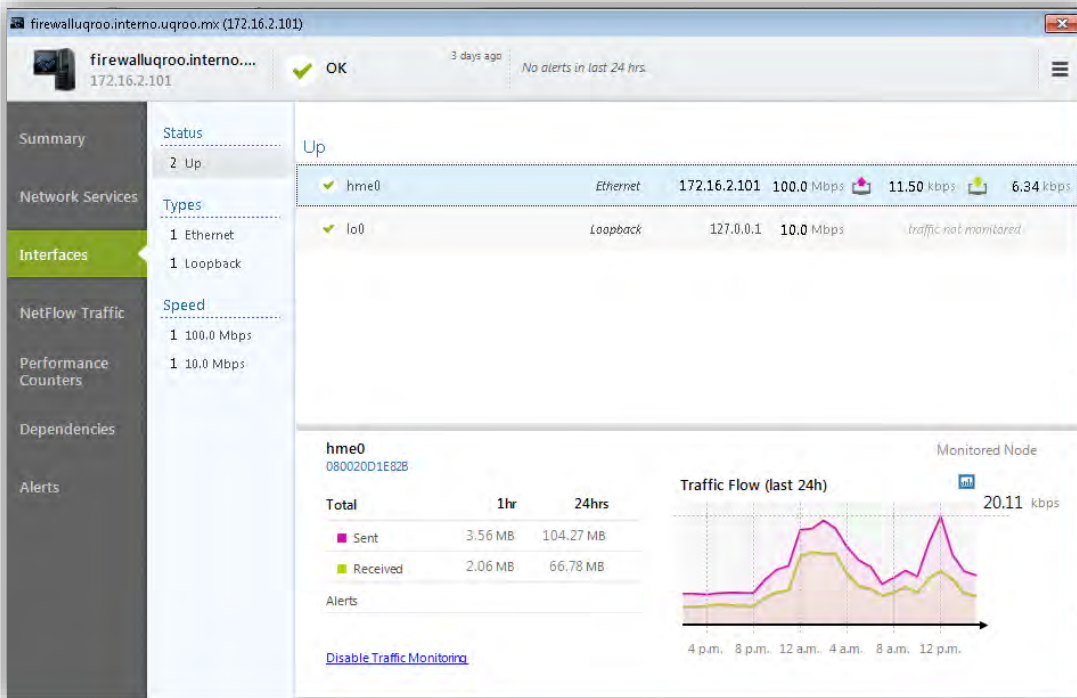 firewalluqroo.interno.uqroo.mx (172.16.2.101)
firewalluqroo.interno....
172.16.2.101
OK
3 days ago
No alerts in last 24 hrs.
Summary
Network Services
Interfaces
NetFlow Traffic
Performance
Counters
Dependencies
Alerts
Status
2 Up
Types
1 Ethernet
1 Loopback
Speed
1 100.0 Mbps
1 10.0 Mbps
Up
hme0 Ethernet 172.16.2.101 100.0 Mbps 11.50 kbps 6.34 kbps
lo0 Loopback 127.0.0.1 10.0 Mbps traffic not monitored
hme0
080020D1E82B
Total 1hr 24hrs
Sent 3.56 MB 104.27 MB
Received 2.06 MB 66.78 MB
Alerts
Disable Traffic Monitoring
Monitored Node
Traffic Flow (last 24h)
20.11 kbps
4 p.m. 8 p.m. 12 a.m. 4 a.m. 8 a.m. 12 p.m.